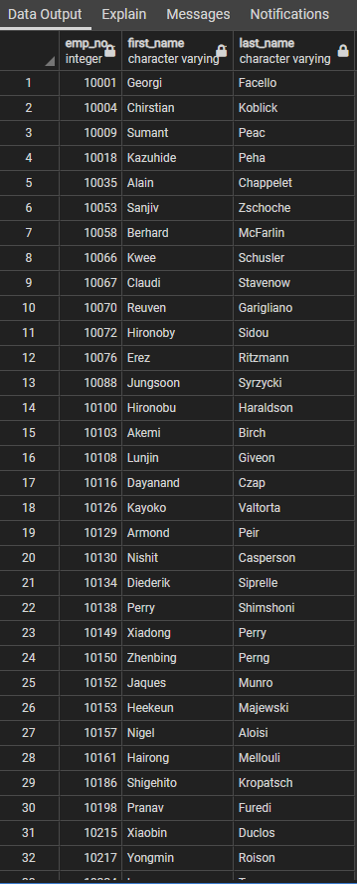 Data Output Explain Messages Notifications
emp_no first_name last_name
integer character varying character varying
1 10001 Georgi Facello
2 10004 Chirstian Koblick
3 10009 Sumant Peac
4 10018 Kazuhide Peha
5 10035 Alain Chappelet
6 10053 Sanjiv Zschoche
7 10058 Berhard McFarlin
8 10066 Kwee Schusler
9 10067 Claudi Stavenow
10 10070 Reuven Garigliano
11 10072 Hironoby Sidou
12 10076 Erez Ritzmann
13 10088 Jungsoon Syrzycki
14 10100 Hironobu Haraldson
15 10103 Akemi Birch
16 10108 Lunjin Giveon
17 10116 Dayanand Czap
18 10126 Kayoko Valtorta
19 10129 Armond Peir
20 10130 Nishit Casperson
21 10134 Diederik Siprelle
22 10138 Perry Shimshoni
23 10149 Xiadong Perry
24 10150 Zhenbing Perng
25 10152 Jaques Munro
26 10153 Heekeun Majewski
27 10157 Nigel Aloisi
28 10161 Hairong Mellouli
29 10186 Shigehito Kropatsch
30 10198 Pranav Furedi
31 10215 Xiaobin Duclos
32 10217 Yongmin Roison